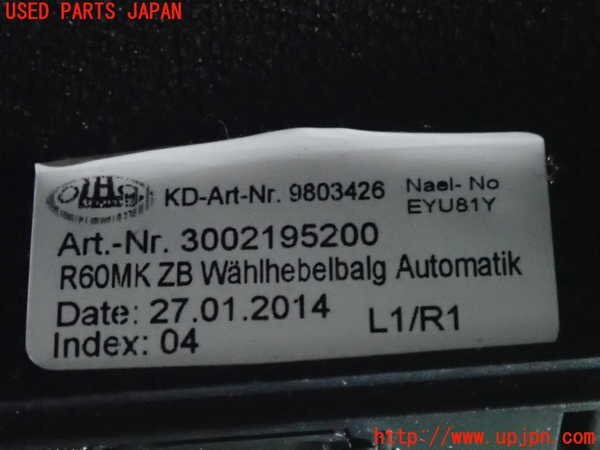 USED PARTS JAPAN
KD-Art-Nr. 9803426
Nael- No
EYU81Y
Art.-Nr. 3002195200
R60MK ZB Wählhebelbalg Automatik
Date: 27.01.2014
L1/R1
Index: 04
http://www.upjpn.com